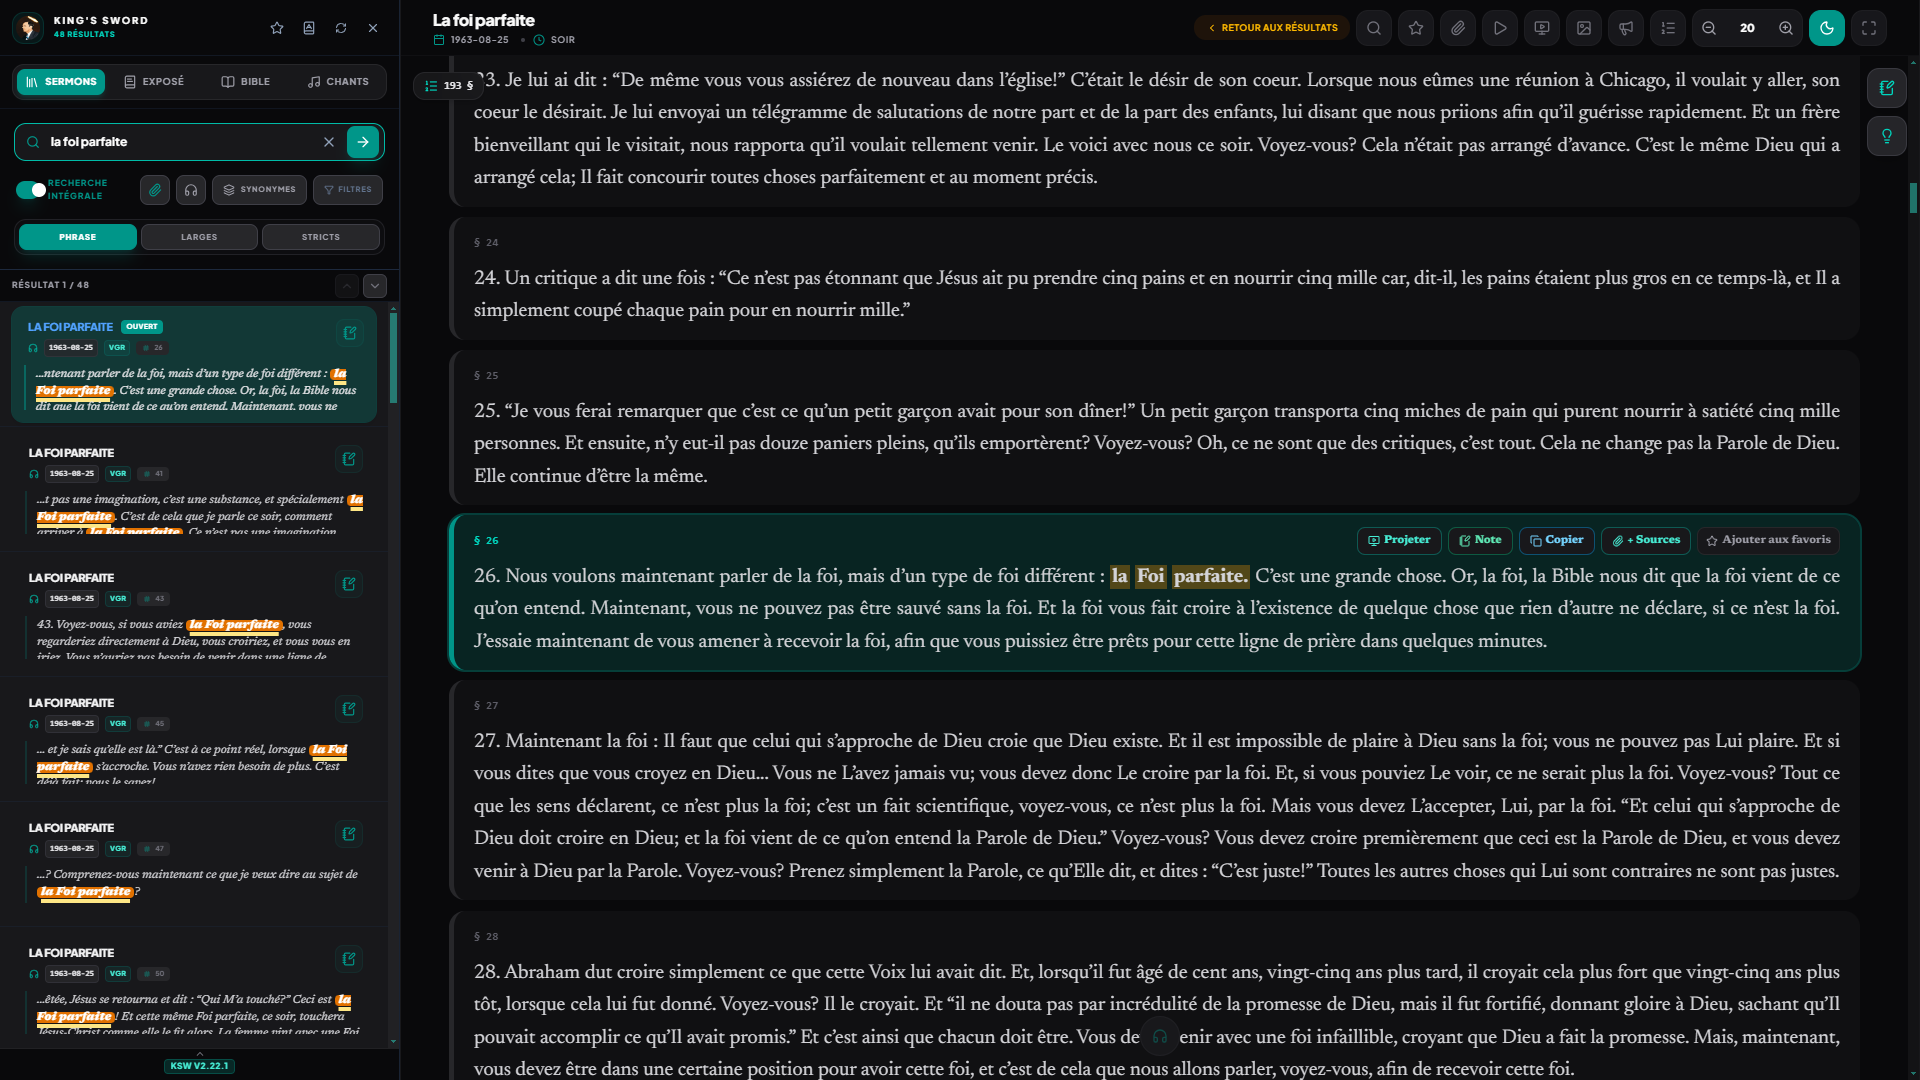 KING'S SWORD
48 RÉSULTATS
SERMONS
EXPOSÉ
BIBLE
CHANTS
la foi parfaite
RECHERCHE
INTÉGRALE
SYNONYMES
FILTRES
PHRASE
LARGES
STRICTS
RÉSULTAT 1 / 48
LA FOI PARFAITE OUVERT
1963-08-25 VGR 26
...ntenant parler de la foi, mais d'un type de foi différent : la
Foi parfaite. C'est une grande chose. Or, la foi, la Bible nous
dit que la foi vient de ce qu'on entend. Maintenant, vous ne
LA FOI PARFAITE
1963-08-25 VGR 41
...t pas une imagination, c'est une substance, et spécialement la
Foi parfaite. C'est de cela que je parle ce soir, comment
arriver à la Foi parfaite. Ce n'est pas une imagination
LA FOI PARFAITE
1963-08-25 VGR 43
43. Voyez-vous, si vous aviez la Foi parfaite, vous
regarderiez directement à Dieu, vous croiriez, et vous vous en
iriez. Vous n'auriez pas besoin de venir dans une ligne de
LA FOI PARFAITE
1963-08-25 VGR 45
... et je sais qu'elle est là." C'est à ce point réel, lorsque la Foi
parfaite s'accroche. Vous n'avez rien besoin de plus. C'est
déjà fait; vous le savez!
LA FOI PARFAITE
1963-08-25 VGR 47
...? Comprenez-vous maintenant ce que je veux dire au sujet de
la Foi parfaite?
LA FOI PARFAITE
1963-08-25 VGR 50
...êtée, Jésus se retourna et dit : "Qui M'a touché?" Ceci est la
Foi parfaite! Et cette même Foi parfaite, ce soir, touchera
Jésus-Christ comme elle le fit alors. La femme vint avec une Foi
KSW V2.22.1
La foi parfaite
1963-08-25 • SOIR
RETOUR AUX RÉSULTATS
20
193 §
23. Je lui ai dit : “De même vous vous assiérez de nouveau dans l’église!” C’était le désir de son coeur. Lorsque nous eûmes une réunion à Chicago, il voulait y aller, son
coeur le désirait. Je lui envoyai un télégramme de salutations de notre part et de la part des enfants, lui disant que nous priions afin qu’il guérisse rapidement. Et un frère
bienveillant qui le visitait, nous rapporta qu’il voulait tellement venir. Le voici avec nous ce soir. Voyez-vous? Cela n’était pas arrangé d’avance. C’est le même Dieu qui a
arrangé cela; Il fait concourir toutes choses parfaitement et au moment précis.
§ 24
24. Un critique a dit une fois : “Ce n’est pas étonnant que Jésus ait pu prendre cinq pains et en nourrir cinq mille car, dit-il, les pains étaient plus gros en ce temps-là, et Il a
simplement coupé chaque pain pour en nourrir mille.”
§ 25
25. “Je vous ferai remarquer que c’est ce qu’un petit garçon avait pour son dîner!” Un petit garçon transporta cinq miches de pain qui purent nourrir à satiété cinq mille
personnes. Et ensuite, n’y eut-il pas douze paniers pleins, qu’ils emportèrent? Voyez-vous? Oh, ce ne sont que des critiques, c’est tout. Cela ne change pas la Parole de Dieu.
Elle continue d’être la même.
§ 26
Projeter
Note
Copier
+ Sources
Ajouter aux favoris
26. Nous voulons maintenant parler de la foi, mais d’un type de foi différent : la Foi parfaite. C’est une grande chose. Or, la foi, la Bible nous dit que la foi vient de ce
qu’on entend. Maintenant, vous ne pouvez pas être sauvé sans la foi. Et la foi vous fait croire à l’existence de quelque chose que rien d’autre ne déclare, si ce n’est la foi.
J’essaie maintenant de vous amener à recevoir la foi, afin que vous puissiez être prêts pour cette ligne de prière dans quelques minutes.
§ 27
27. Maintenant la foi : Il faut que celui qui s’approche de Dieu croie que Dieu existe. Et il est impossible de plaire à Dieu sans la foi; vous ne pouvez pas Lui plaire. Et si
vous dites que vous croyez en Dieu... Vous ne L’avez jamais vu; vous devez donc Le croire par la foi. Et, si vous pouviez Le voir, ce ne serait plus la foi. Voyez-vous? Tout ce
que les sens déclarent, ce n’est plus la foi; c’est un fait scientifique, voyez-vous, ce n’est plus la foi. Mais vous devez L’accepter, Lui, par la foi. “Et celui qui s’approche de
Dieu doit croire en Dieu; et la foi vient de ce qu’on entend la Parole de Dieu.” Voyez-vous? Vous devez croire premièrement que ceci est la Parole de Dieu, et vous devez
venir à Dieu par la Parole. Voyez-vous? Prenez simplement la Parole, ce qu’Elle dit, et dites : “C’est juste!” Toutes les autres choses qui Lui sont contraires ne sont pas justes.
§ 28
28. Abraham dut croire simplement ce que cette Voix lui avait dit. Et, lorsqu’il fut âgé de cent ans, vingt-cinq ans plus tard, il croyait cela plus fort que vingt-cinq ans plus
tôt, lorsque cela lui fut donné. Voyez-vous? Il le croyait. Et “il ne douta pas par incrédulité de la promesse de Dieu, mais il fut fortifié, donnant gloire à Dieu, sachant qu’Il
pouvait accomplir ce qu’Il avait promis.” Et c’est ainsi que chacun doit être. Vous de enir avec une foi infaillible, croyant que Dieu a fait la promesse. Mais, maintenant,
vous devez être dans une certaine position pour avoir cette foi, et c’est de cela que nous allons parler, voyez-vous, afin de recevoir cette foi.